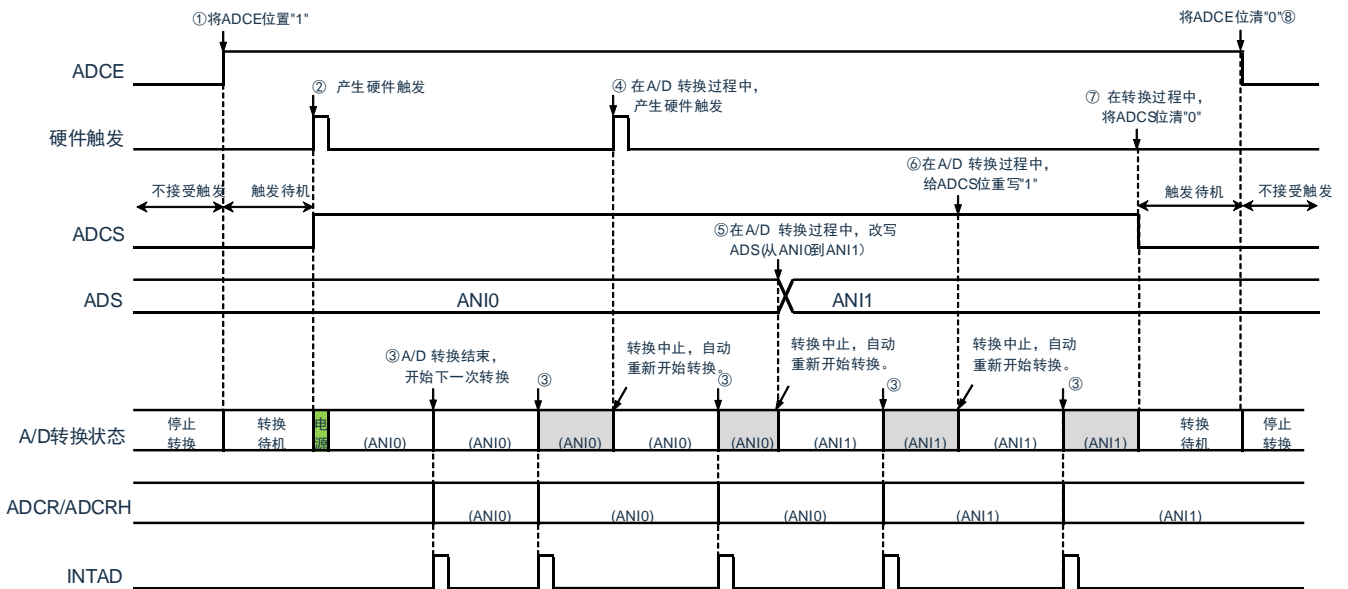 ①将ADCE位置"1"
将ADCE位清"0"⑧
ADCE
② 产生硬件触发
④ 在A/D 转换过程中，
产生硬件触发
⑦ 在转换过程中，
将ADCS位清"0"
硬件触发
⑥在A/D 转换过程中，
给ADCS位重写"1"
不接受触发
触发待机
触发待机
不接受触发
ADCS
⑤在A/D 转换过程中，改写
ADS(从ANI0到ANI1）
ADS
ANI0
ANI1
③A/D 转换结束，
开始下一次转换
③
转换中止，自动
重新开始转换。
③
转换中止，自动
重新开始转换。
③
转换中止，自动
重新开始转换。
③
A/D转换状态
停止
转换
转换
待机
电
源
(ANI0)
(ANI0)
(ANI0)
(ANI0)
(ANI0)
(ANI1)
(ANI1)
(ANI1)
(ANI1)
转换
待机
停止
转换
ADCR/ADCRH
(ANI0)
(ANI0)
(ANI0)
(ANI1)
(ANI1)
INTAD